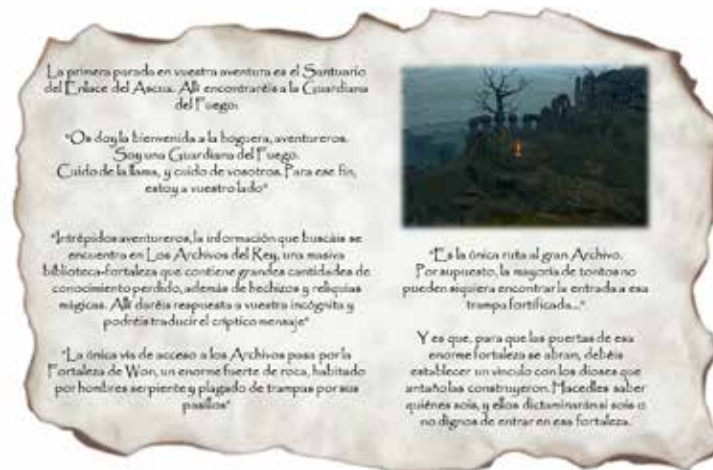 La primera parada en vuestra aventura es el Santuario
del Enlace del Ascua. Allí encontraréis a la Guardiana
del Fuego:
"Os doy la bienvenida a la hoguera, aventureros.
Soy una Guardiana del Fuego.
Cuido de la llama, y cuido de vosotros. Para ese fin,
estoy a vuestro lado"
"Intrépidos aventureros, la información que buscáis se
encuentra en Los Archivos del Rey, una masiva
biblioteca-fortaleza que contiene grandes cantidades de
conocimiento perdido, además de hechizos y reliquias
mágicas. Allí daréis respuesta a vuestra incógnita y
podréis traducir el críptico mensaje"
"La única vía de acceso a los Archivos pasa por la
Fortaleza de Won, un enorme fuerte de roca, habitado
por hombres serpiente y plagado de trampas por sus
pasillos"
"Es la única ruta al gran Archivo.
Por supuesto, la mayoría de tontos no
pueden siquiera encontrar la entrada a esa
trampa fortificada..."
Y es que, para que las puertas de esa
enorme fortaleza se abran, debéis
establecer un vínculo con los dioses que
antaño las construyeron. Hacedles saber
quiénes sois, y ellos dictaminarán si sois o
no dignos de entrar en esa fortaleza.